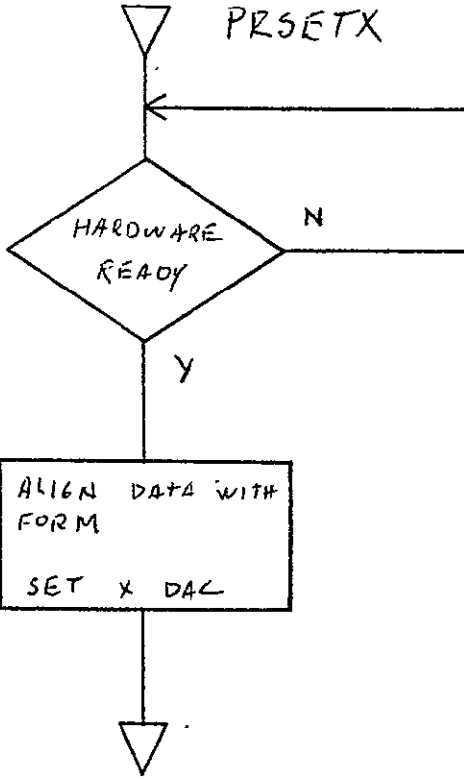 PRSETX
HARDWARE
READY
N
Y
ALIGN DATA WITH
FORM
SET X DAC